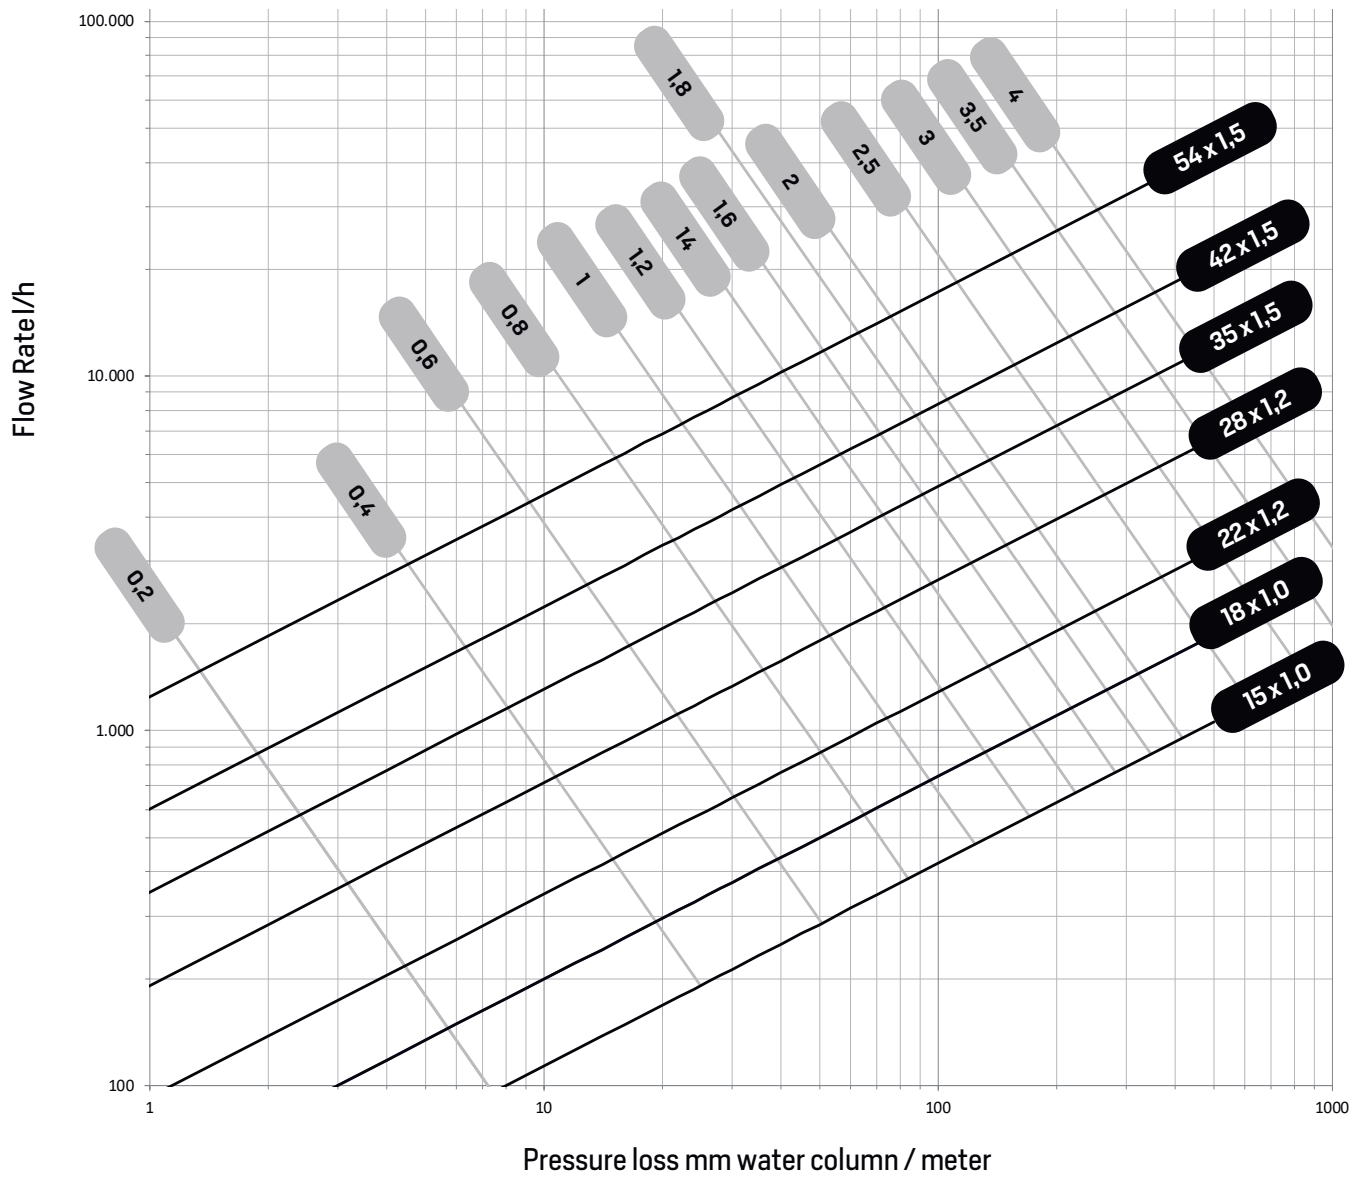 100.000
10.000
1.000
100
1
10
100
1000
Flow Rate l/h
Pressure loss mm water column / meter
0,2
0,4
0,6
0,8
1
1,2
14
1,6
1,8
2
2,5
3
3,5
4
54 x 1,5
42 x 1,5
35 x 1,5
28 x 1,2
22 x 1,2
18 x 1,0
15 x 1,0